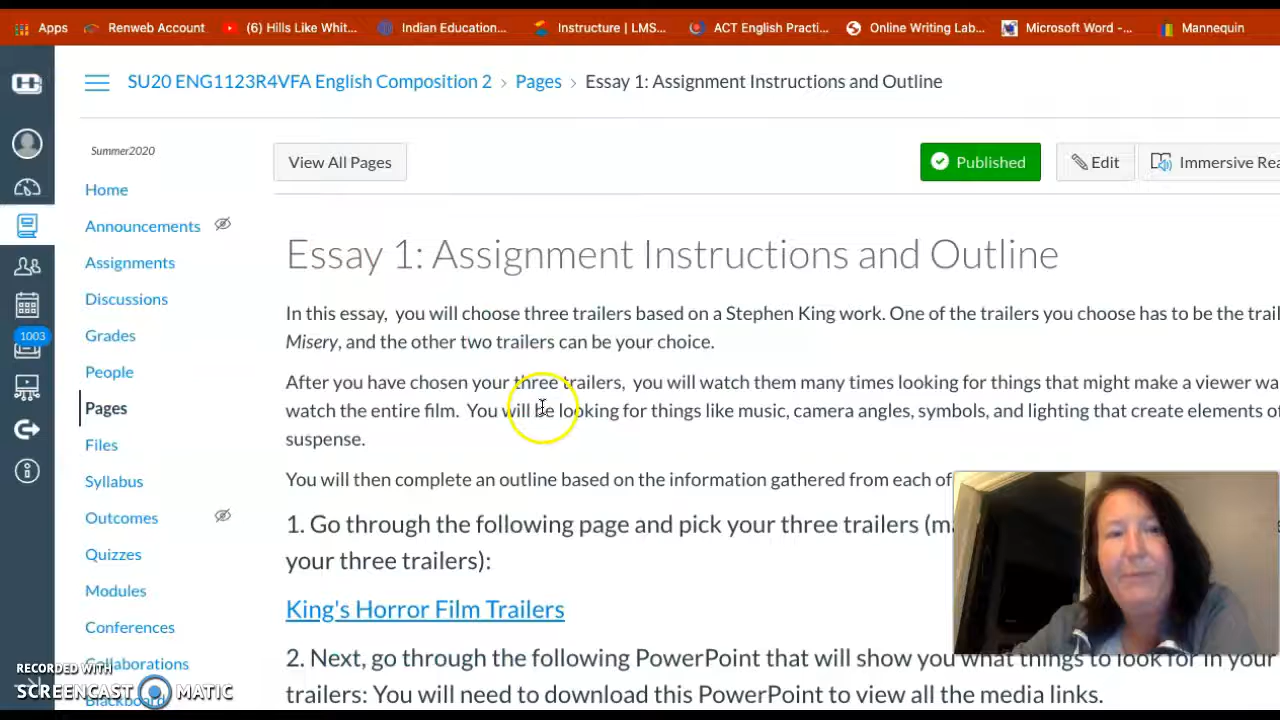 Apps Renweb Account (6) Hills Like Whit... Indian Education... Instructure | LMS... ACT English Practi... Online Writing Lab... Microsoft Word -... Mannequin
SU20 ENG1123R4VFA English Composition 2 > Pages > Essay 1: Assignment Instructions and Outline
Summer2020
View All Pages
Published
Edit
Immersive Rea
Home
Announcements
Assignments
Discussions
Grades
People
Pages
Files
Syllabus
Outcomes
Quizzes
Modules
Conferences
Collaborations
1003
Essay 1: Assignment Instructions and Outline
In this essay, you will choose three trailers based on a Stephen King work. One of the trailers you choose has to be the trail
Misery, and the other two trailers can be your choice.
After you have chosen your three trailers, you will watch them many times looking for things that might make a viewer wa
watch the entire film. You will be looking for things like music, camera angles, symbols, and lighting that create elements o
suspense.
You will then complete an outline based on the information gathered from each of
1. Go through the following page and pick your three trailers (m
your three trailers):
King's Horror Film Trailers
2. Next, go through the following PowerPoint that will show you what things to look for in your
trailers: You will need to download this PowerPoint to view all the media links.
RECORDED WITH
SCREENCAST MATIC